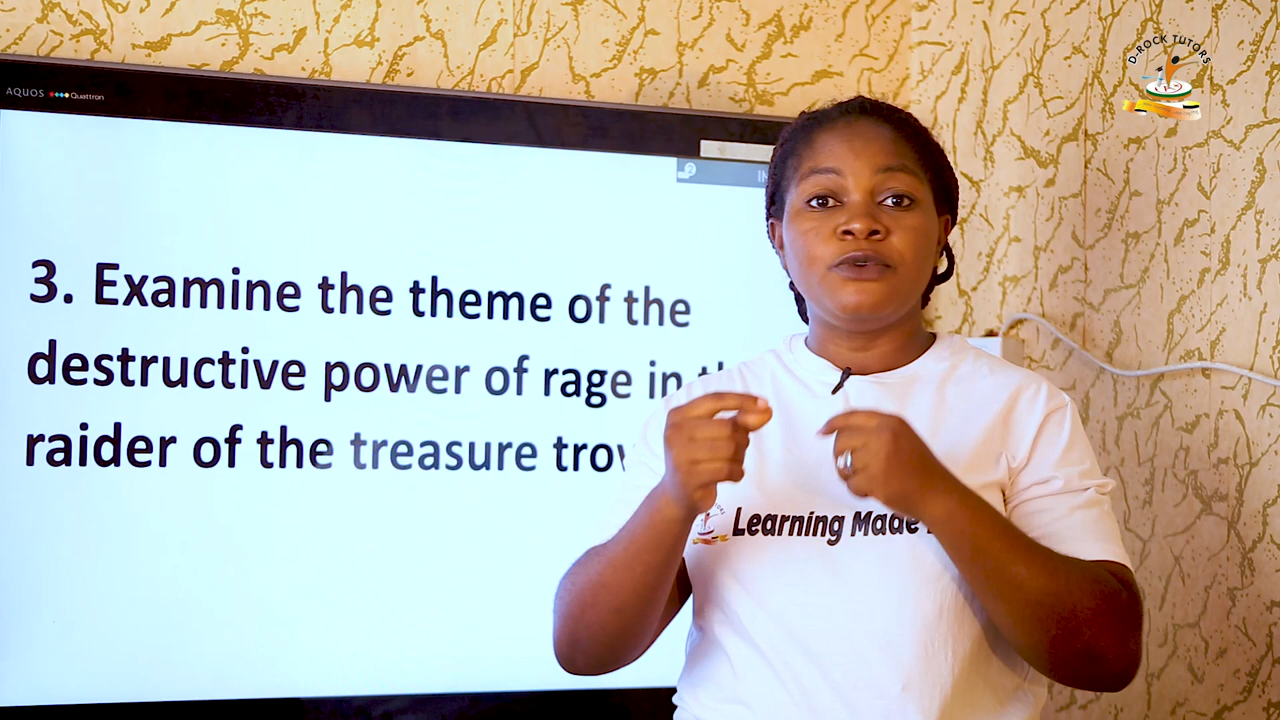 AQUOS Quattron
D-ROCK TUTORS
3. Examine the theme of the
destructive power of rage in
raider of the treasure
Learning Made